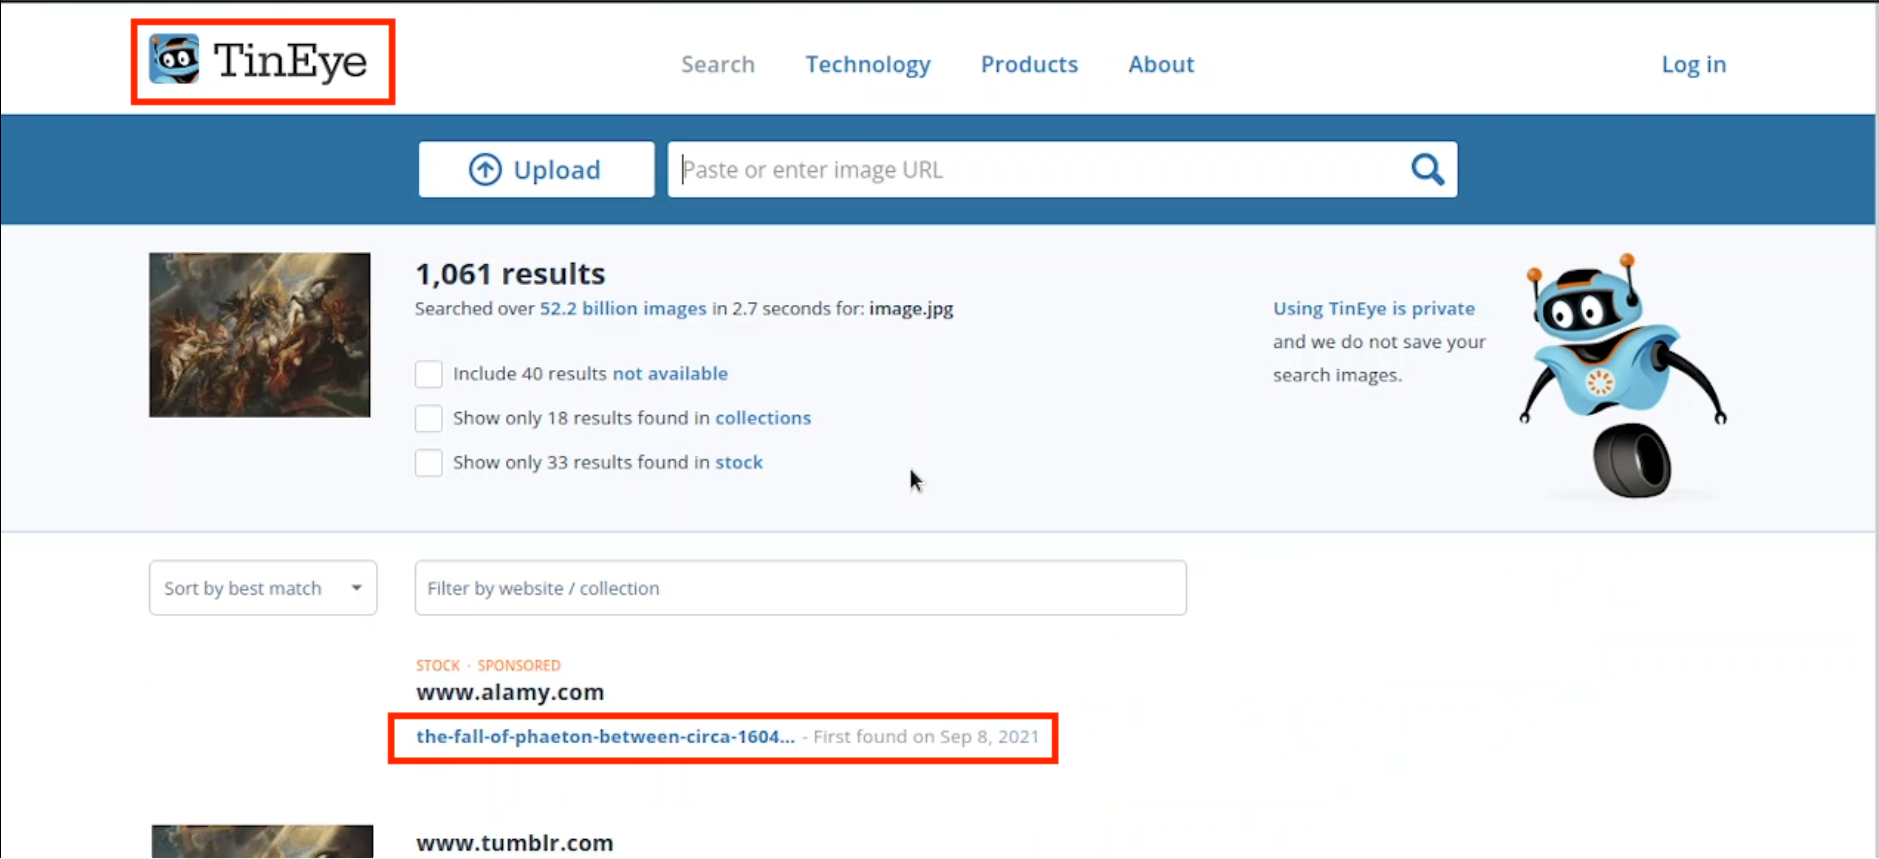 TinEye
Search Technology Products About Log in
Upload Paste or enter image URL
1,061 results
Searched over 52.2 billion images in 2.7 seconds for: image.jpg
Include 40 results not available
Show only 18 results found in collections
Show only 33 results found in stock
Using TinEye is private
and we do not save your
search images.
Sort by best match Filter by website / collection
STOCK · SPONSORED
www.alamy.com
the-fall-of-phaeton-between-circa-1604... - First found on Sep 8, 2021
www.tumblr.com